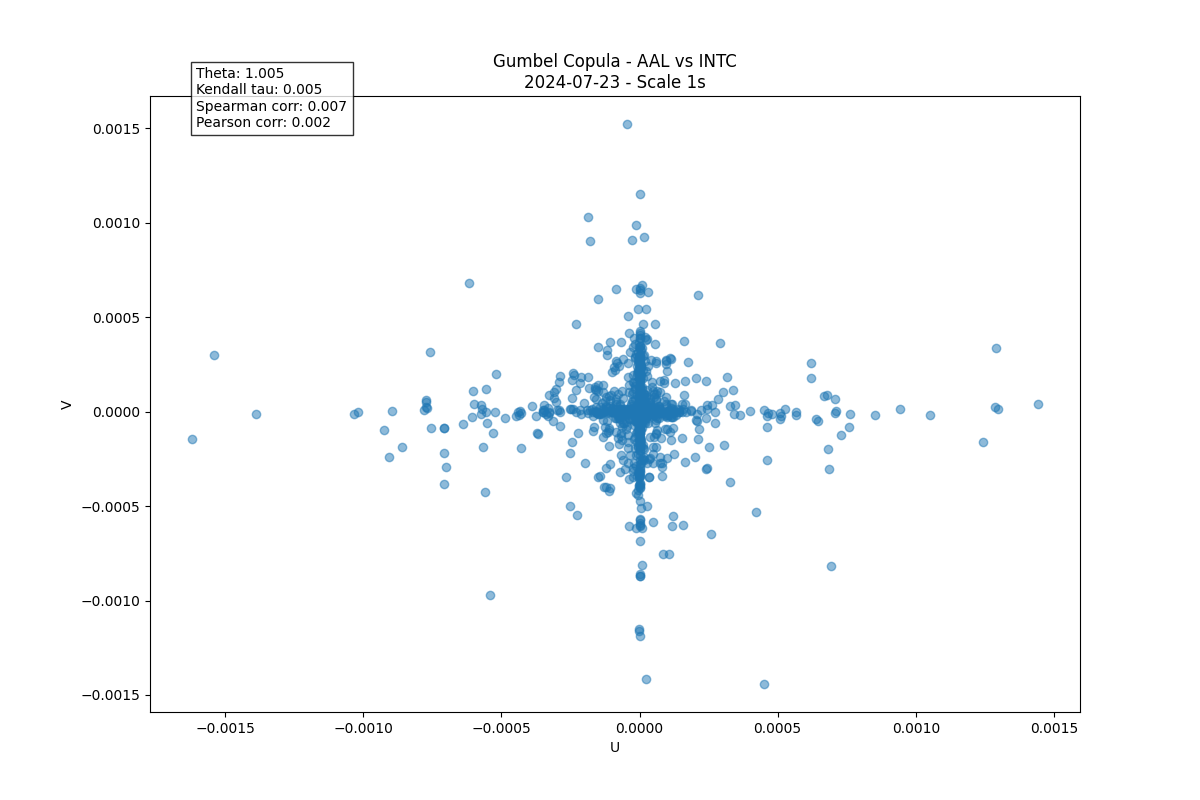 Gumbel Copula - AAL vs INTC
2024-07-23 - Scale 1s
Theta: 1.005
Kendall tau: 0.005
Spearman corr: 0.007
Pearson corr: 0.002
0.0015
0.0010
0.0005
0.0000
−0.0005
−0.0010
−0.0015
V
−0.0015 −0.0010 −0.0005 0.0000 0.0005 0.0010 0.0015
U